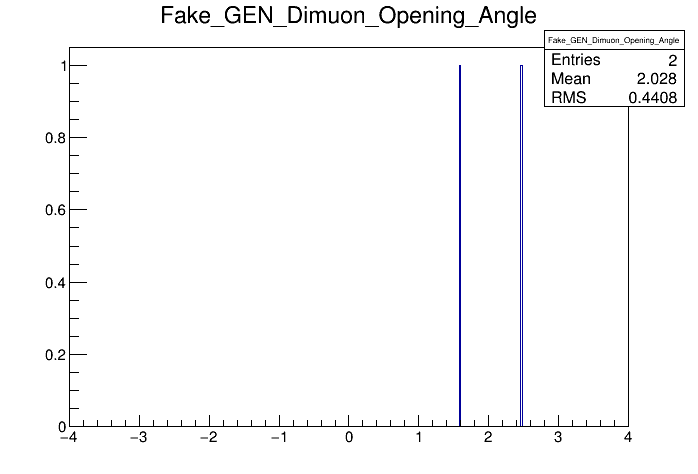 Fake_GEN_Dimuon_Opening_Angle
Fake_GEN_Dimuon_Opening_Angle
Entries 2
Mean 2.028
RMS 0.4408
1
0.8
0.6
0.4
0.2
0
−4 −3 −2 −1 0 1 2 3 4